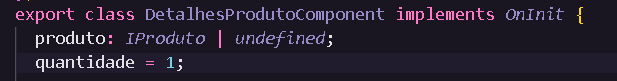 export class DetalhesProdutoComponent implements OnInit {
produto: IProduto | undefined;
quantidade = 1;